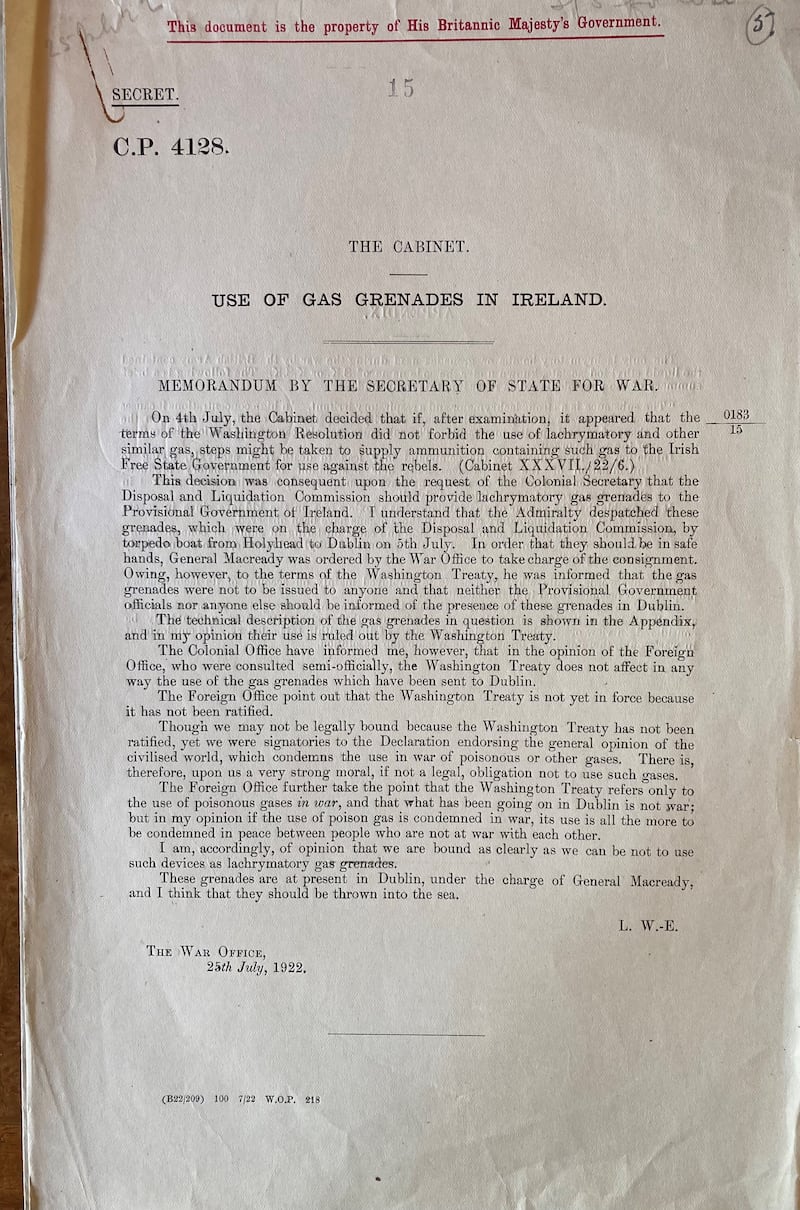 This document is the property of His Britannic Majesty's Government.
57
SECRET.
15
C.P. 4128.
THE CABINET.
USE OF GAS GRENADES IN IRELAND.
MEMORANDUM BY THE SECRETARY OF STATE FOR WAR.
On 4th July, the Cabinet decided that if, after examination, it appeared that the
0183
15
terms of the Washington Resolution did not forbid the use of lachrymatory and other
similar gas, steps might be taken to supply ammunition containing such gas to the Irish
Free State Government for use against the rebels. (Cabinet XXXVII./22/6.)
This decision was consequent upon the request of the Colonial Secretary that the
Disposal and Liquidation Commission should provide lachrymatory gas grenades to the
Provisional Government of Ireland. I understand that the Admiralty despatched these
grenades, which were on the charge of the Disposal and Liquidation Commission, by
torpedo boat from Holyhead to Dublin on 5th July. In order that they should be in safe
hands, General Macready was ordered by the War Office to take charge of the consignment.
Owing, however, to the terms of the Washington Treaty, he was informed that the gas
grenades were not to be issued to anyone and that neither the Provisional Government
officials nor anyone else should be informed of the presence of these grenades in Dublin.
The technical description of the gas grenades in question is shown in the Appendix,
and in my opinion their use is ruled out by the Washington Treaty.
The Colonial Office have informed me, however, that in the opinion of the Foreign
Office, who were consulted semi-officially, the Washington Treaty does not affect in any
way the use of the gas grenades which have been sent to Dublin.
The Foreign Office point out that the Washington Treaty is not yet in force because
it has not been ratified.
Though we may not be legally bound because the Washington Treaty has not been
ratified, yet we were signatories to the Declaration endorsing the general opinion of the
civilised world, which condemns the use in war of poisonous or other gases. There is,
therefore, upon us a very strong moral, if not a legal, obligation not to use such gases.
The Foreign Office further take the point that the Washington Treaty refers only to
the use of poisonous gases in war, and that what has been going on in Dublin is not war;
but in my opinion if the use of poison gas is condemned in war, its use is all the more to
be condemned in peace between people who are not at war with each other.
I am, accordingly, of opinion that we are bound as clearly as we can be not to use
such devices as lachrymatory gas grenades.
These grenades are at present in Dublin, under the charge of General Macready,
and I think that they should be thrown into the sea.
L. W.-E.
The War Office,
25th July, 1922.
(B22/209) 100 7/22 W.O.P. 218